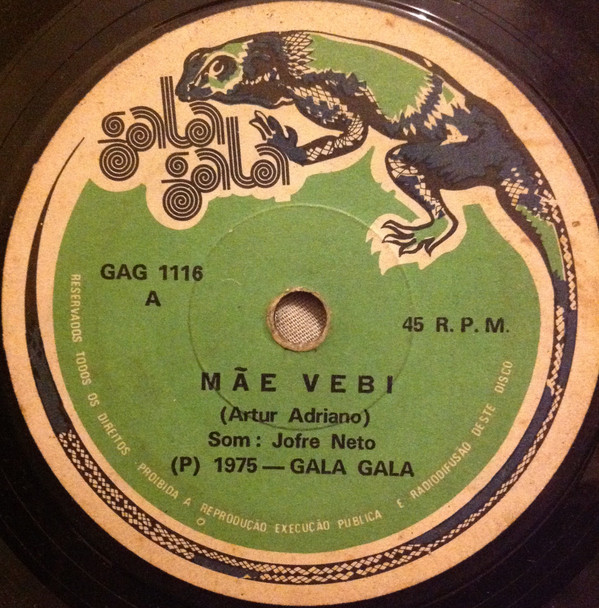 gala
gala
GAG 1116
A
45 R. P. M.
MÃE VEBI
(Artur Adriano)
Som : Jofre Neto
(P) 1975 — GALA GALA
RESERVADOS TODOS OS DIREITOS PROIBIDA A REPRODUÇÃO EXECUÇÃO PUBLICA E RADIODIFUSÃO DESTE DISCO